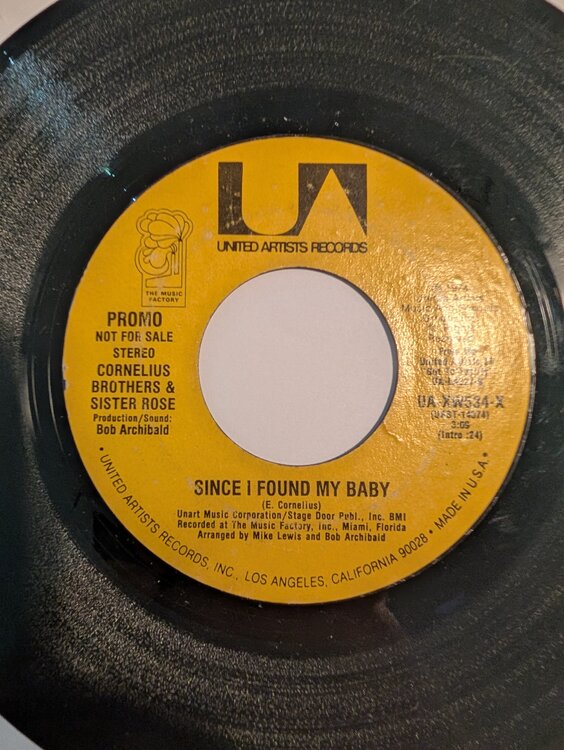 UA
UNITED ARTISTS RECORDS
THE MUSIC
FACTORY
PROMO
NOT FOR SALE
STEREO
CORNELIUS
BROTHERS &
SISTER ROSE
Production/Sound:
Bob Archibald
UA-XW534-X
(UAST-14374)
3:05
(Intro :24)
SINCE I FOUND MY BABY
(E. Cornelius)
Unart Music Corporation/Stage Door Publ., Inc. BMI
Recorded at The Music Factory, Inc., Miami, Florida
Arranged by Mike Lewis and Bob Archibald
• UNITED ARTISTS RECORDS, INC., LOS ANGELES, CALIFORNIA 90028 • MADE IN U.S.A. •